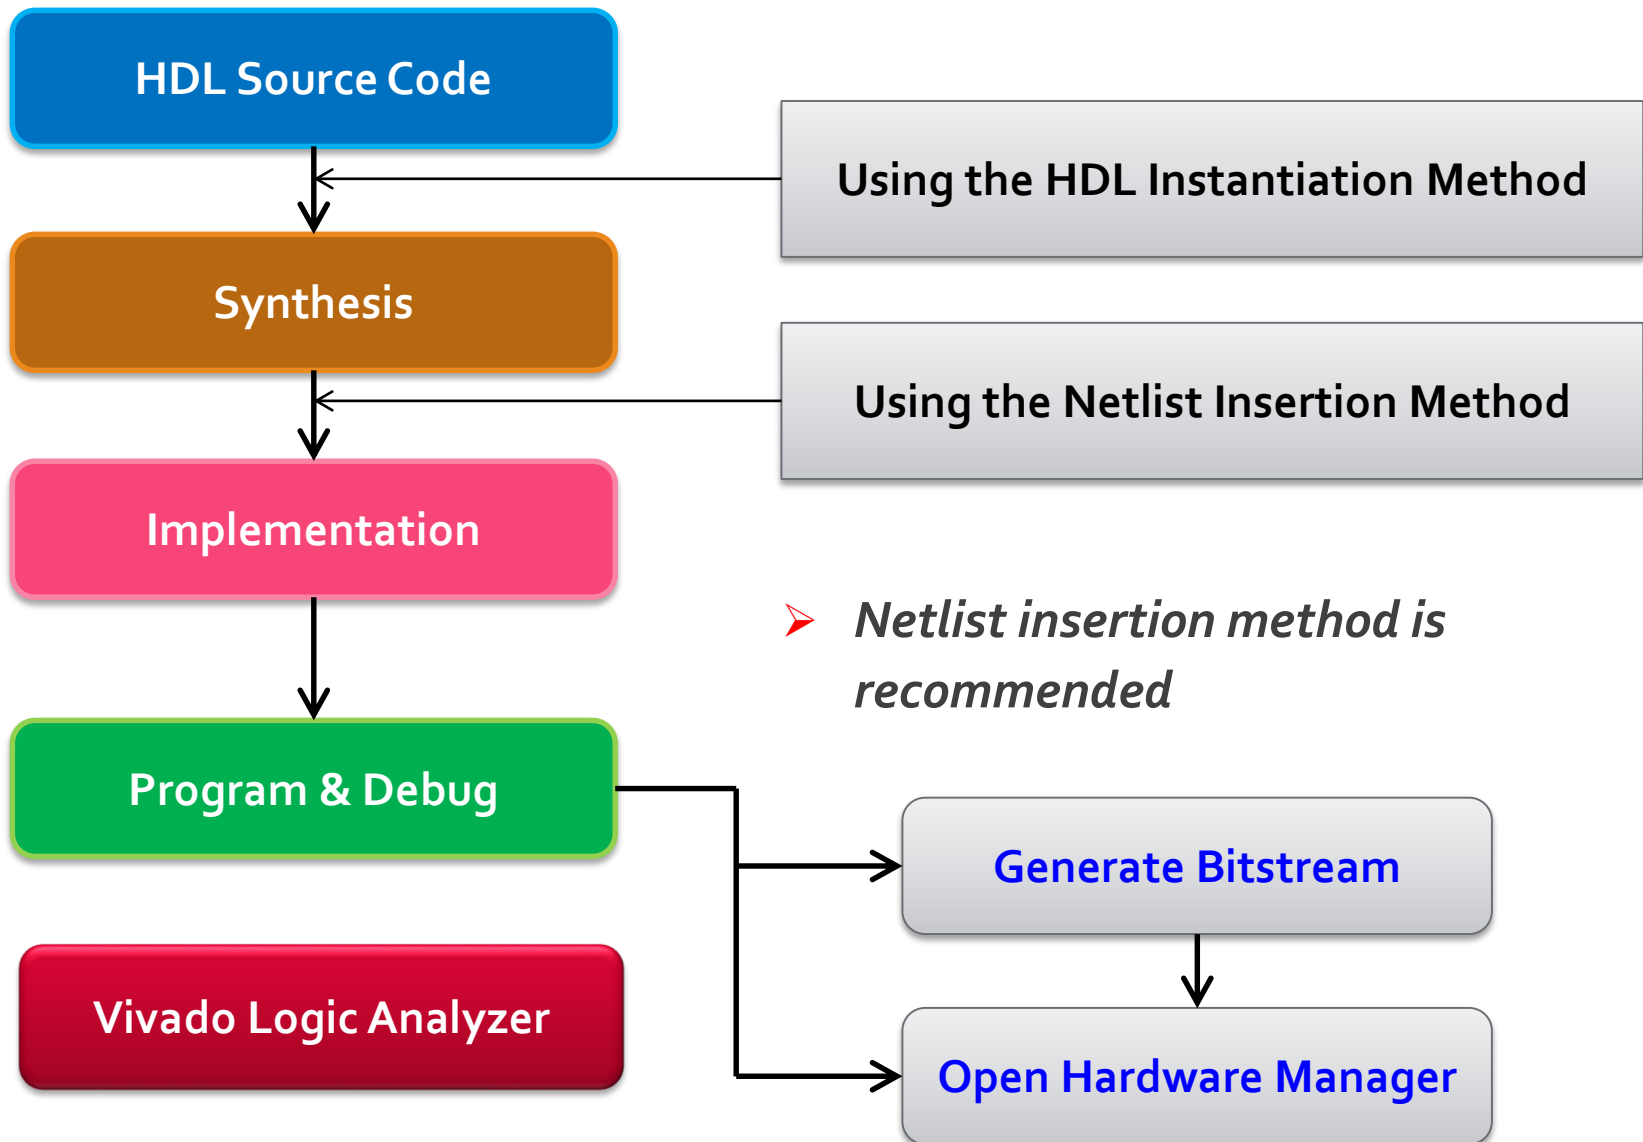 HDL Source Code
Using the HDL Instantiation Method
Synthesis
Using the Netlist Insertion Method
Implementation
Netlist insertion method is
recommended
Program & Debug
Generate Bitstream
Vivado Logic Analyzer
Open Hardware Manager